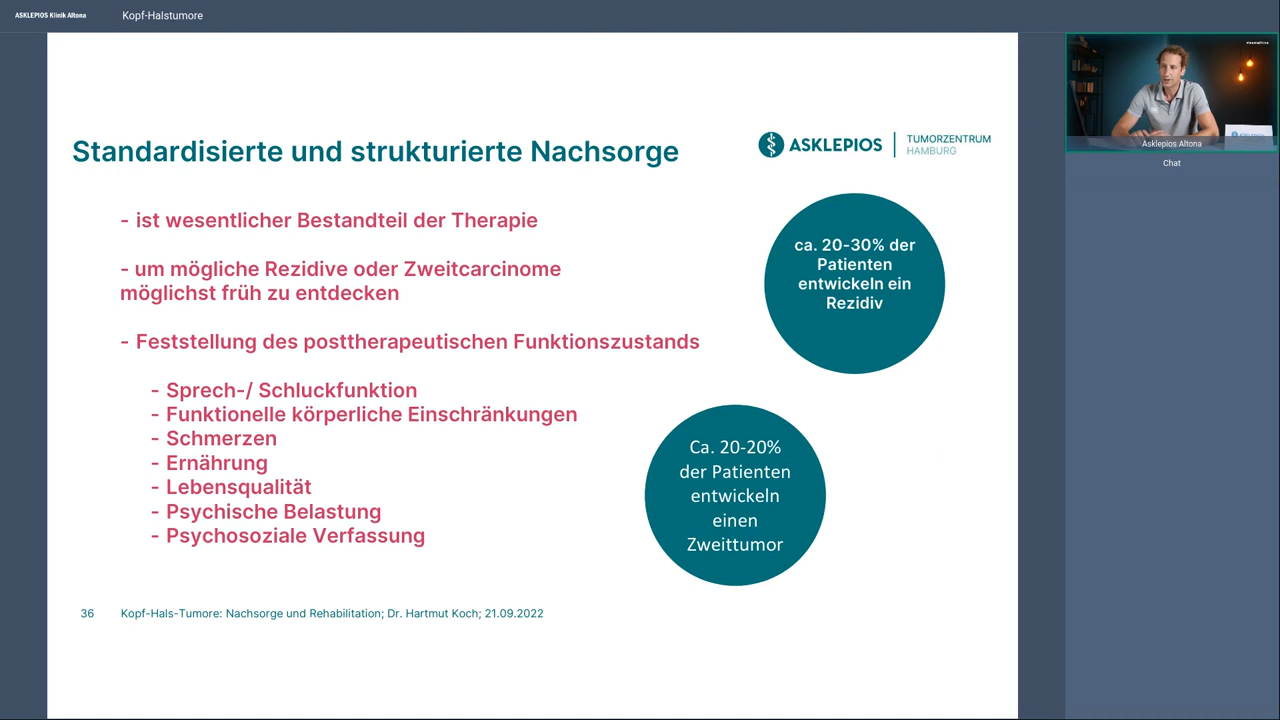 ASKLEPIOS Klinik Altona
Kopf-Halstumore
Standardisierte und strukturierte Nachsorge
ASKLEPIOS
TUMORZENTRUM
HAMBURG
- ist wesentlicher Bestandteil der Therapie
- um mögliche Rezidive oder Zweitcarcinome
möglichst früh zu entdecken
- Feststellung des posttherapeutischen Funktionszustands
- Sprech-/ Schluckfunktion
- Funktionelle körperliche Einschränkungen
- Schmerzen
- Ernährung
- Lebensqualität
- Psychische Belastung
- Psychosoziale Verfassung
ca. 20-30% der
Patienten
entwickeln ein
Rezidiv
Ca. 20-20%
der Patienten
entwickeln
einen
Zweittumor
36 Kopf-Hals-Tumore: Nachsorge und Rehabilitation; Dr. Hartmut Koch; 21.09.2022
Asklepios Altona
Chat